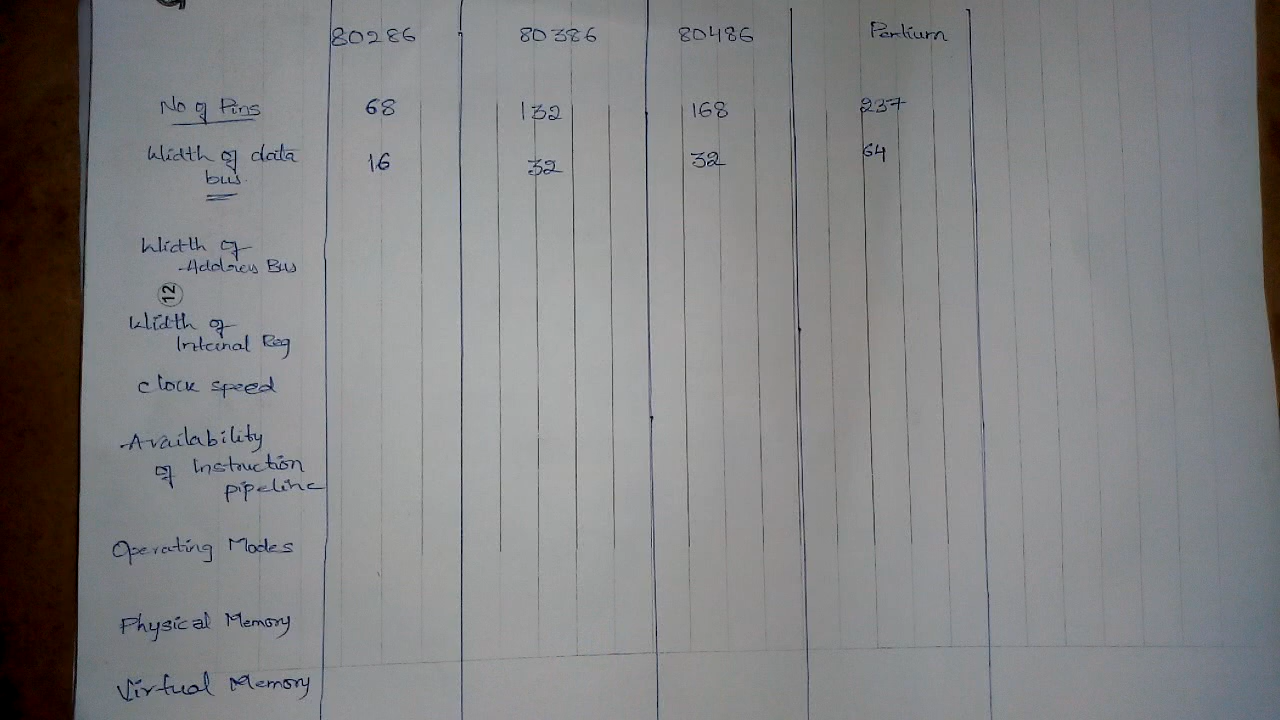 80286 80386 80486 Pentium
No of Pins 68 132 168 237
Width of data 16 32 32 64
bus.
Width of
Address Bus
12
Width of
Internal Reg
Clock speed
Availability
of Instruction
pipeline
Operating Modes
Physical Memory
Virtual Memory